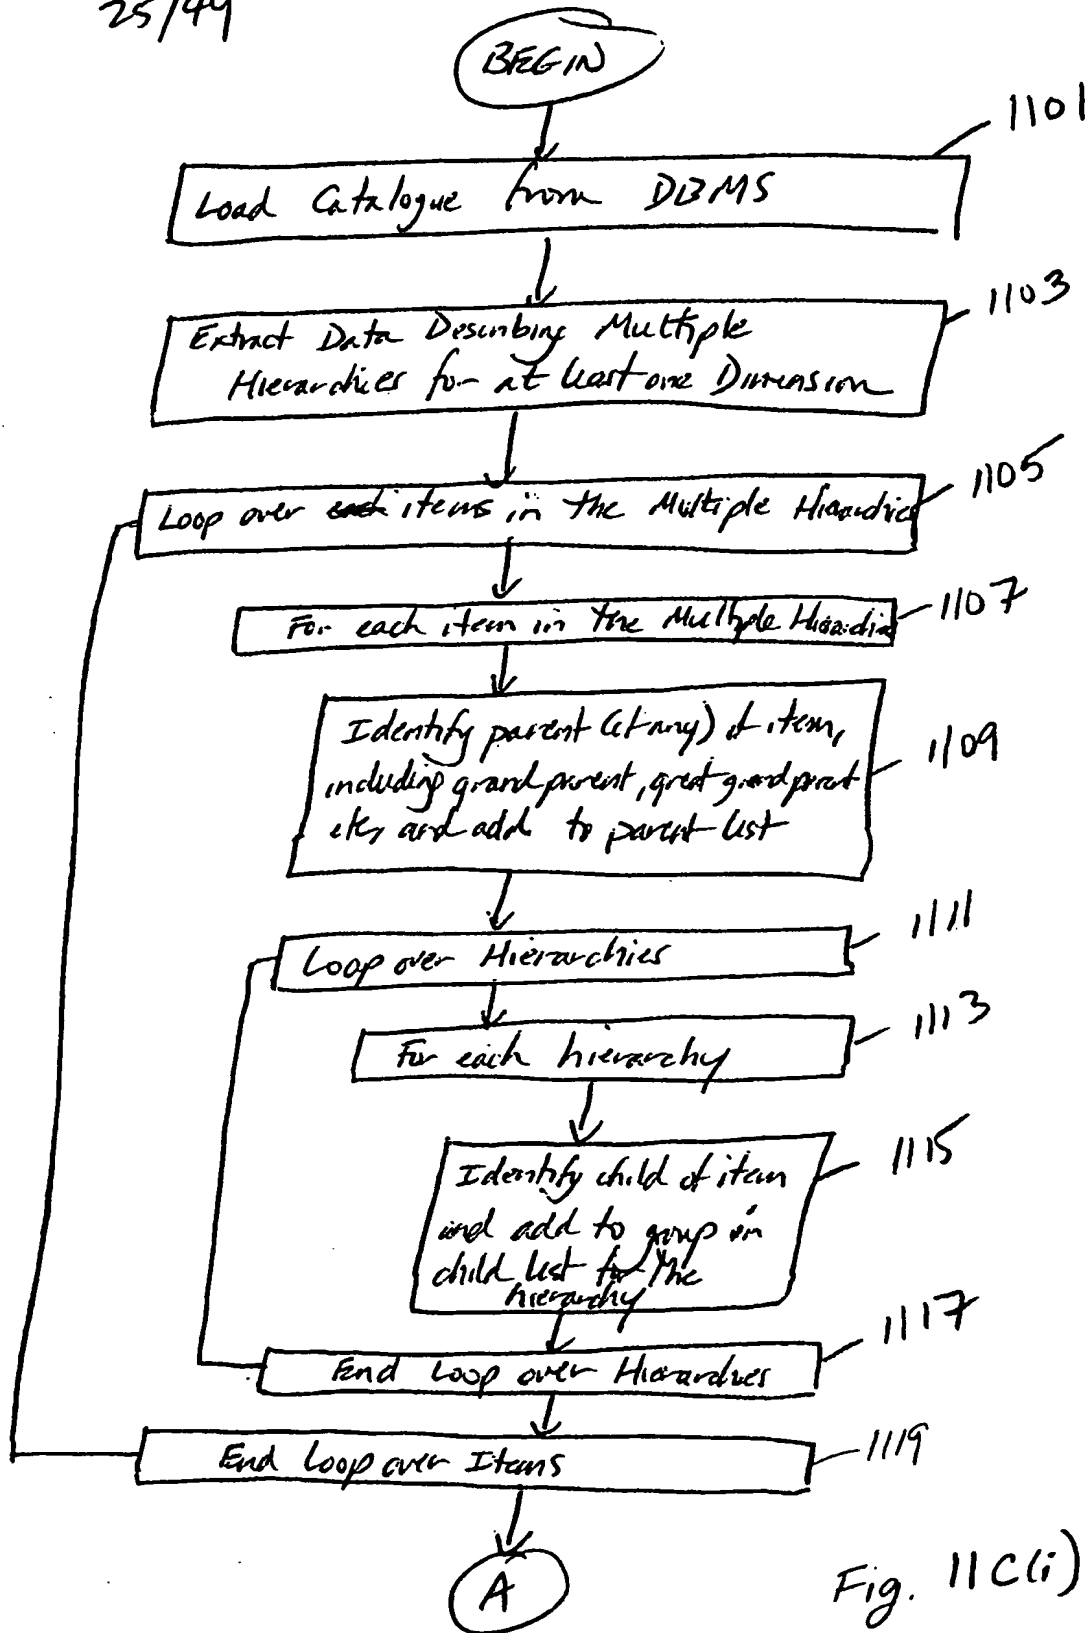 25/49
BEGIN
1101
Load Catalogue from DBMS
1103
Extract Data Describing Multiple
Hierarchies for at least one Dimension
1105
Loop over items in the Multiple Hierarchies
1107
For each item in the Multiple Hierarchies
1109
Identify parent (if any) of item,
including grand parent, great grand parent
etc, and add to parent list
1111
Loop over Hierarchies
1113
For each hierarchy
1115
Identify child of item
and add to group in
child list for the
hierarchy
1117
End Loop over Hierarchies
1119
End Loop over Items
A
Fig. 11C(i)